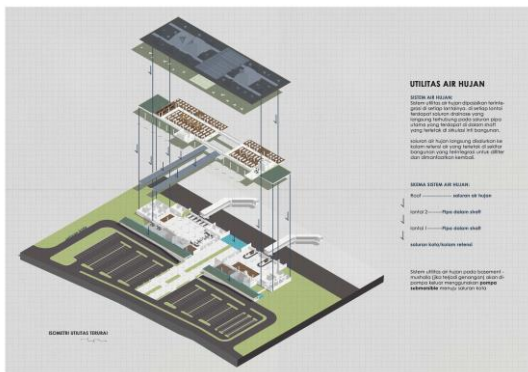 UTILITAS AIR HUJAN
SISTEM AIR HUJAN:
Sistem utilitas air hujan dipastikan terinte-
grasi di setiap lantainya. di setiap lantai
terdapat saluran drainase yang
langsung terhubung pada saluran pipa
utama yang terdapat di dalam shaft
yang terletak di sirkulasi inti bangunan.
saluran air hujan langsung disalurkan ke
kolam retensi air yang terletak di sekitar
bangunan yang terintegrasi untuk difilter
dan dimanfaatkan kembali.
SKEMA SISTEM AIR HUJAN:
Roof saluran air hujan
lantai 2 Pipa dalam shaft
lantai 1 Pipa dalam shaft
saluran kota/kolam retensi
Sistem utilitas air hujan pada basement -
musholla (jika terjadi genangan) akan di-
pompa keluar menggunakan pompa
submersible menuju saluran kota
ISOMETRI UTILITAS TERURAI